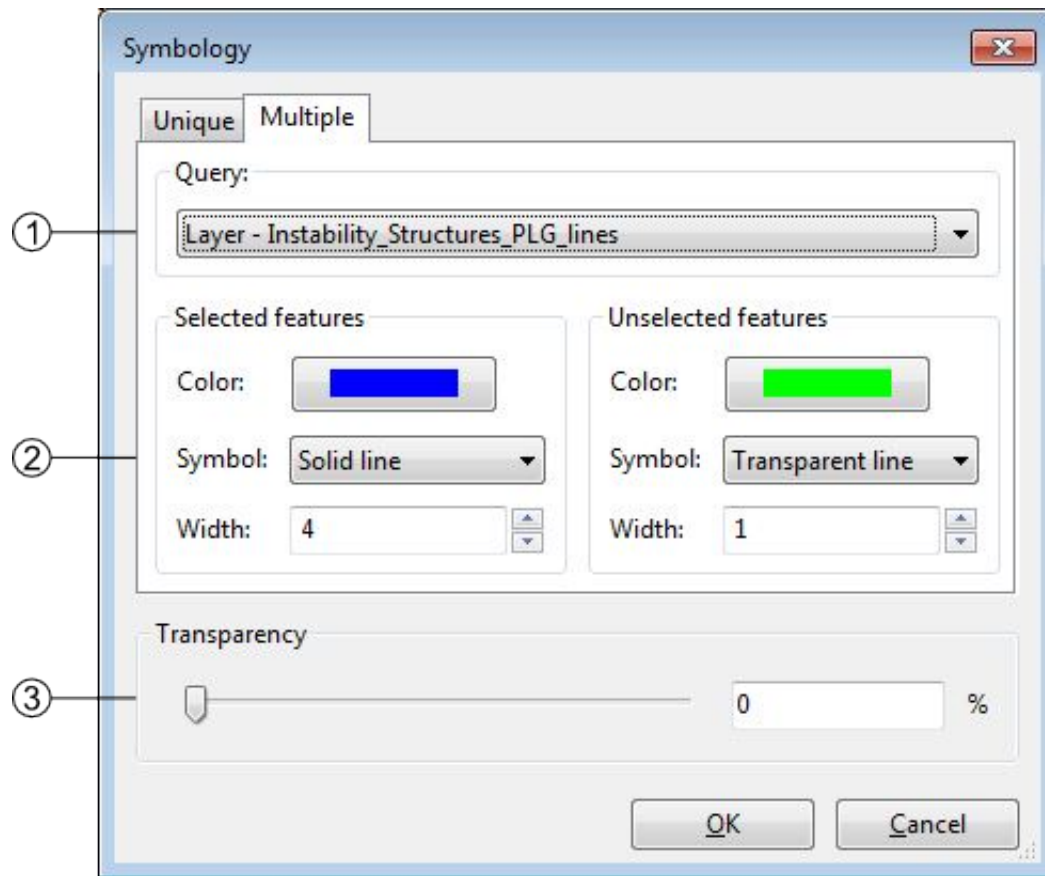 Symbology
Unique Multiple
Query:
1
Layer - Instability_Structures_PLG_lines
Selected features Unselected features
Color: Color:
2
Symbol: Solid line Symbol: Transparent line
Width: 4 Width: 1
Transparency
3
0 %
OK Cancel